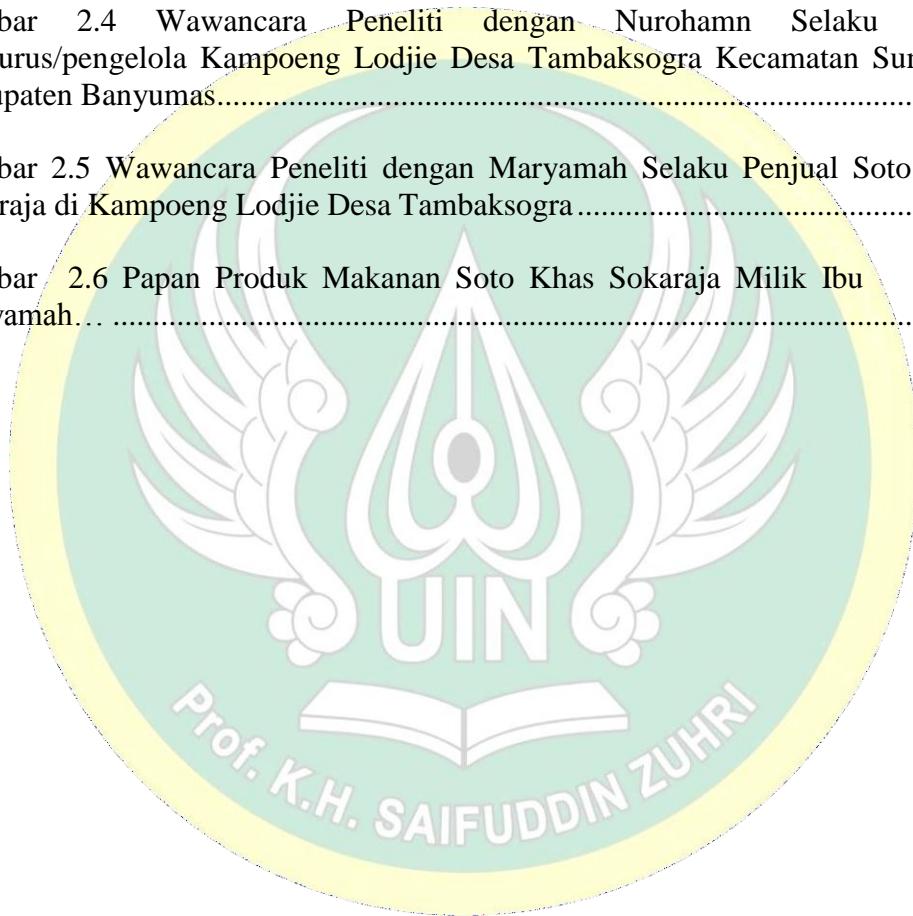 bar 2.4 Wawancara Peneliti dengan Nurohamn Selaku
urus/pengelola Kampoeng Lodjie Desa Tambaksogra Kecamatan Sum
upaten Banyumas.......................................................................................
bar 2.5 Wawancara Peneliti dengan Maryamah Selaku Penjual Soto
raja di Kampoeng Lodjie Desa Tambaksogra..........................................
bar 2.6 Papan Produk Makanan Soto Khas Sokaraja Milik Ibu
yamah… ....................................................................................................
UIN
Prof. K.H. SAIFUDDIN ZUHRI